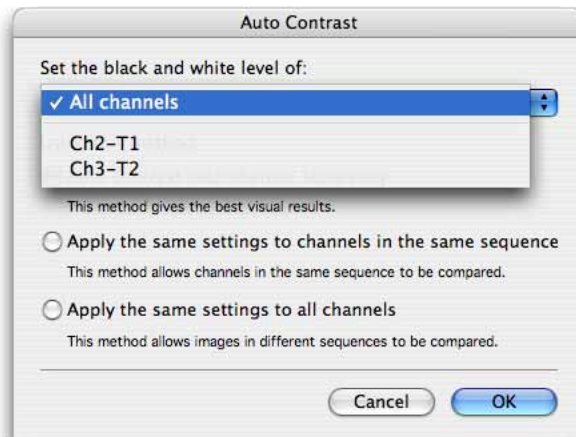 Auto Contrast
Set the black and white level of:
✓ All channels
Ch2-T1
Ch3-T2
This method gives the best visual results.
Apply the same settings to channels in the same sequence
This method allows channels in the same sequence to be compared.
Apply the same settings to all channels
This method allows images in different sequences to be compared.
Cancel
OK